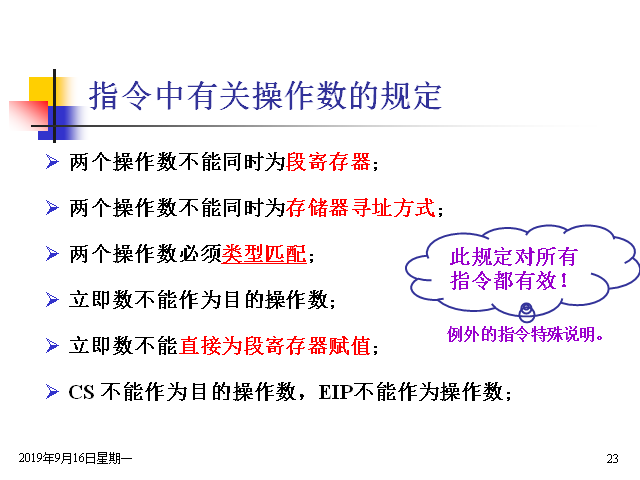 指令中有关操作数的规定
两个操作数不能同时为段寄存器；
两个操作数不能同时为存储器寻址方式；
两个操作数必须类型匹配；
立即数不能作为目的操作数；
立即数不能直接为段寄存器赋值；
CS 不能作为目的操作数，EIP不能作为操作数；
此规定对所有
指令都有效！
例外的指令特殊说明。
2019年9月16日星期一
23